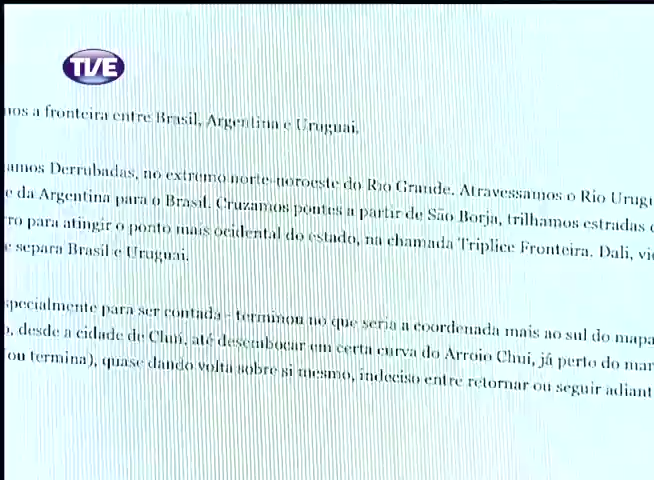 TVE
nos a fronteira entre Brasil, Argentina e Uruguai.
amos Derrubadas, no extremo norte-noroeste do Rio Grande. Atravessamos o Rio Urugu
e da Argentina para o Brasil. Cruzamos pontes a partir de São Borja, trilhamos estradas
rro para atingir o ponto mais ocidental do estado, na chamada Tríplice Fronteira. Dali, vi
e separa Brasil e Uruguai.
specialmente para ser contada - terminou no que seria a coordenada mais ao sul do mapa
o, desde a cidade de Chuí, até desembocar em certa curva do Arroio Chuí, já perto do mar
ou termina), quase dando volta sobre si mesmo, indeciso entre retornar ou seguir adiant